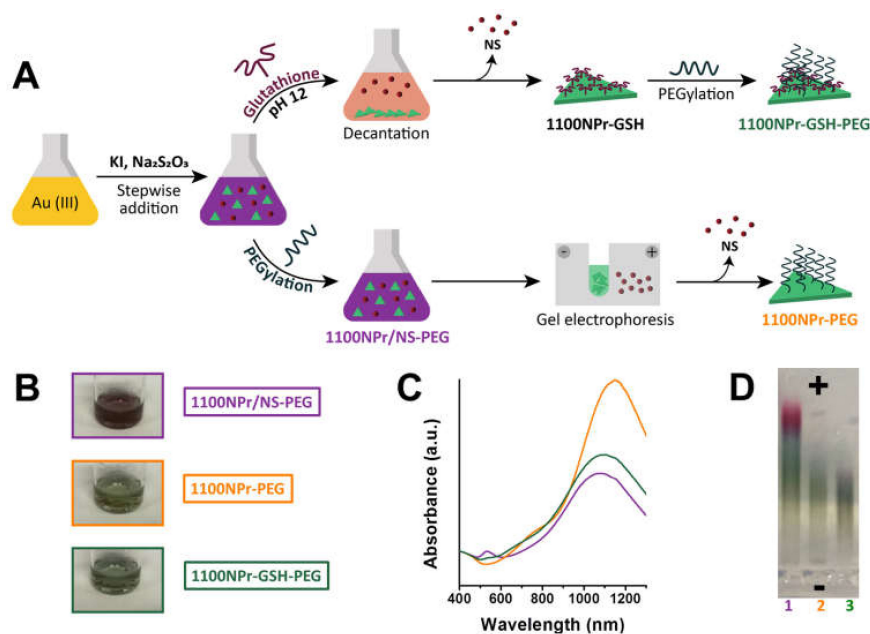 A
Au (III)
KI, Na₂S₂O₃
Stepwise
addition
Glutathione
pH 12
Decantation
NS
1100NPr-GSH
PEGylation
1100NPr-GSH-PEG
PEGylation
1100NPr/NS-PEG
-
+
Gel electrophoresis
NS
1100NPr-PEG
B
1100NPr/NS-PEG
1100NPr-PEG
1100NPr-GSH-PEG
C
Absorbance (a.u.)
400 600 800 1000 1200
Wavelength (nm)
D
+
-
1 2 3